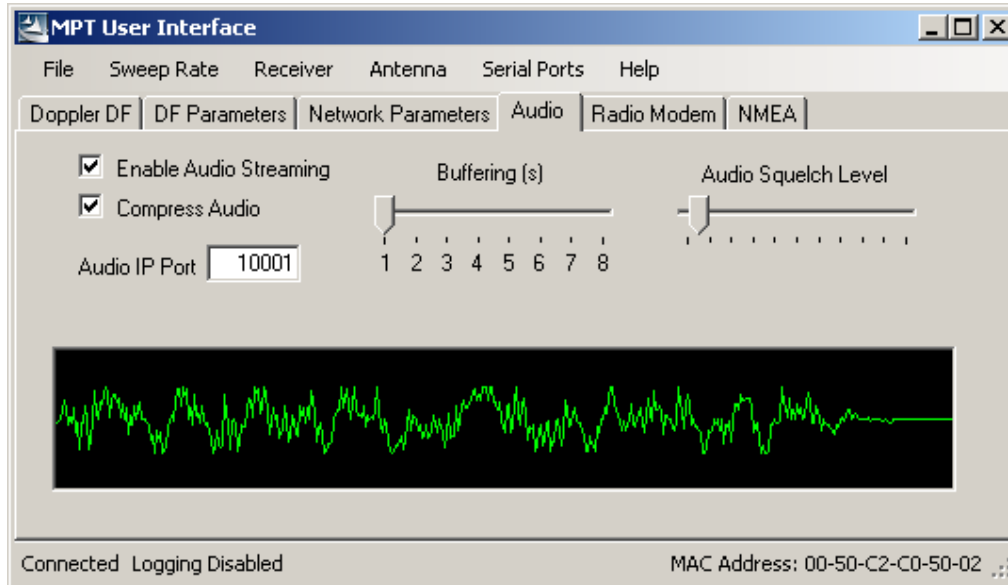 MPT User Interface
File Sweep Rate Receiver Antenna Serial Ports Help
Doppler DF DF Parameters Network Parameters Audio Radio Modem NMEA
Enable Audio Streaming
Compress Audio
Audio IP Port 10001
Buffering (s)
1 2 3 4 5 6 7 8
Audio Squelch Level
Connected Logging Disabled MAC Address: 00-50-C2-C0-50-02